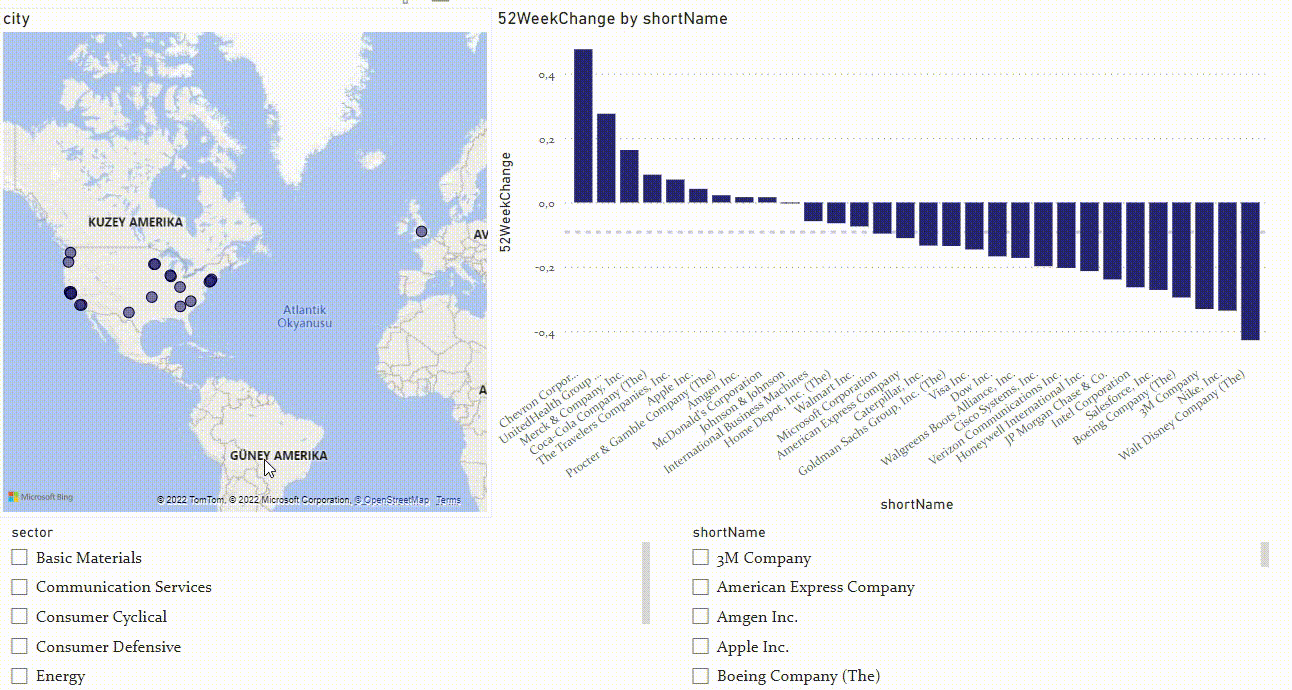 city
KUZEY AMERIKA
AV
Atlantik
Okyanusu
A
GÜNEY AMERIKA
Microsoft Bing
© 2022 TomTom, © 2022 Microsoft Corporation, © OpenStreetMap Terms
52WeekChange by shortName
52WeekChange
0,4
0,2
0,0
-0,2
-0,4
Chevron Corpor...
UnitedHealth Group ...
Merck & Company, Inc.
Coca-Cola Company (The)
The Travelers Companies, Inc.
Apple Inc.
Procter & Gamble Company (The)
Amgen Inc.
McDonald's Corporation
Johnson & Johnson
International Business Machines
Home Depot, Inc. (The)
Walmart Inc.
Microsoft Corporation
American Express Company
Caterpillar, Inc.
Goldman Sachs Group, Inc. (The)
Visa Inc.
Dow Inc.
Walgreens Boots Alliance, Inc.
Cisco Systems, Inc.
Verizon Communications Inc.
Honeywell International Inc.
JP Morgan Chase & Co.
Intel Corporation
Salesforce, Inc.
Boeing Company (The)
3M Company
Nike, Inc.
Walt Disney Company (The)
shortName
sector
Basic Materials
Communication Services
Consumer Cyclical
Consumer Defensive
Energy
shortName
3M Company
American Express Company
Amgen Inc.
Apple Inc.
Boeing Company (The)